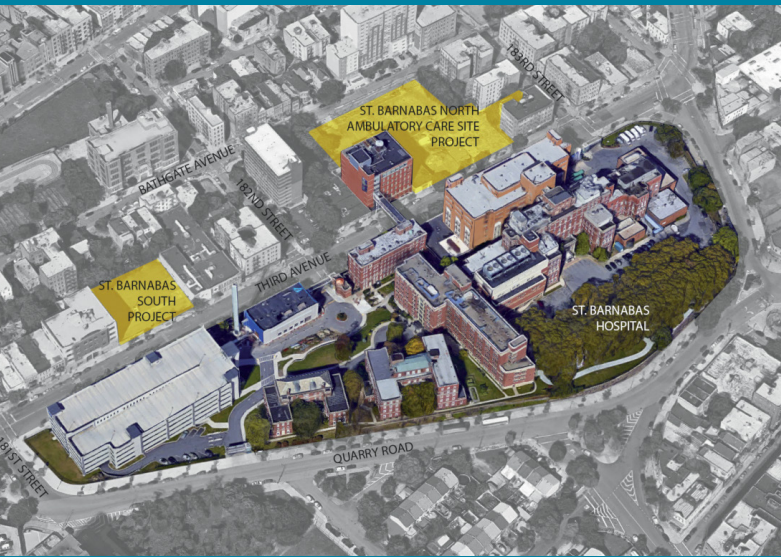 183RD STREET
ST. BARNABAS NORTH
AMBULATORY CARE SITE
PROJECT
BATHGATE AVENUE
182ND STREET
THIRD AVENUE
ST. BARNABAS
SOUTH
PROJECT
ST. BARNABAS
HOSPITAL
QUARRY ROAD
181ST STREET